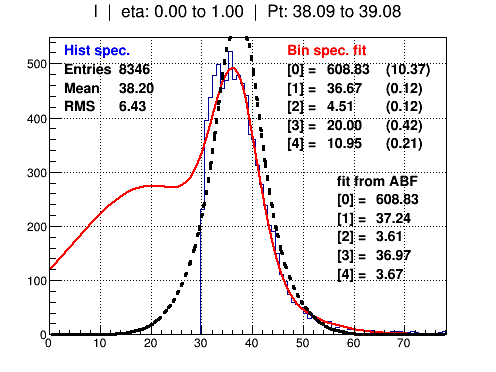 I | eta: 0.00 to 1.00 | Pt: 38.09 to 39.08
Hist spec.
Entries 8346
Mean 38.20
RMS 6.43
Bin spec. fit
[0] = 608.83 (10.37)
[1] = 36.67 (0.12)
[2] = 4.51 (0.12)
[3] = 20.00 (0.42)
[4] = 10.95 (0.21)
fit from ABF
[0] = 608.83
[1] = 37.24
[2] = 3.61
[3] = 36.97
[4] = 3.67
500
400
300
200
100
0
0 10 20 30 40 50 60 70